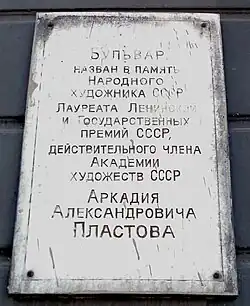 Бульвар
назван в память
Народного
художника СССР
Лауреата Ленинской
и Государственных
премий СССР,
действительного члена
Академии
художеств СССР
Аркадия
Александровича
Пластова